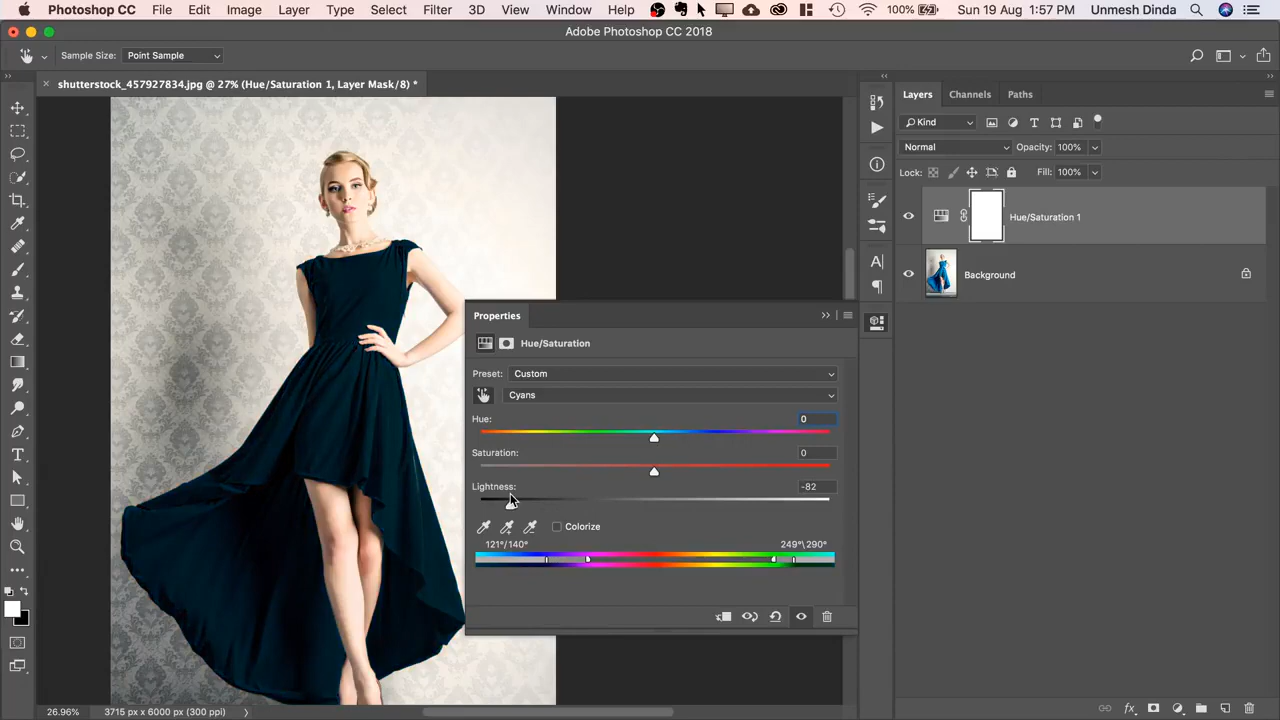 Photoshop CC File Edit Image Layer Type Select Filter 3D View Window Help 100% Sun 19 Aug 1:57 PM Unmesh Dinda
Adobe Photoshop CC 2018
Sample Size: Point Sample
× shutterstock_457927834.jpg @ 27% (Hue/Saturation 1, Layer Mask/8) *
Layers Channels Paths
Kind
Normal Opacity: 100%
Lock: Fill: 100%
Hue/Saturation 1
Background
Properties
Hue/Saturation
Preset: Custom
Cyans
Hue: 0
Saturation: 0
Lightness: -82
Colorize
121°/140° 249°\290°
26.96% 3715 px x 6000 px (300 ppi)